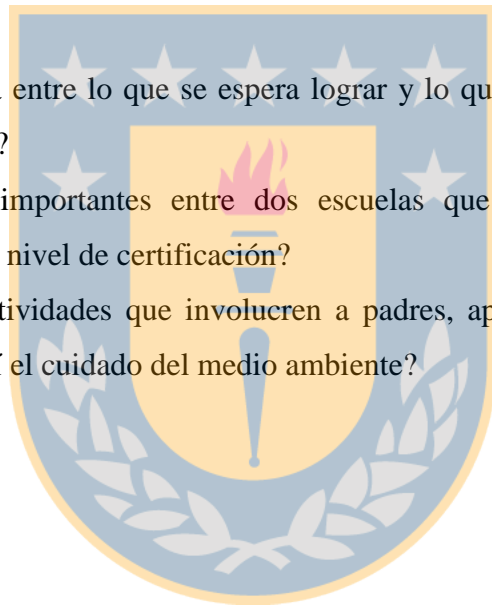 entre lo que se espera lograr y lo qu
?
importantes entre dos escuelas que
nivel de certificación?
tividades que involucren a padres, ap
el cuidado del medio ambiente?